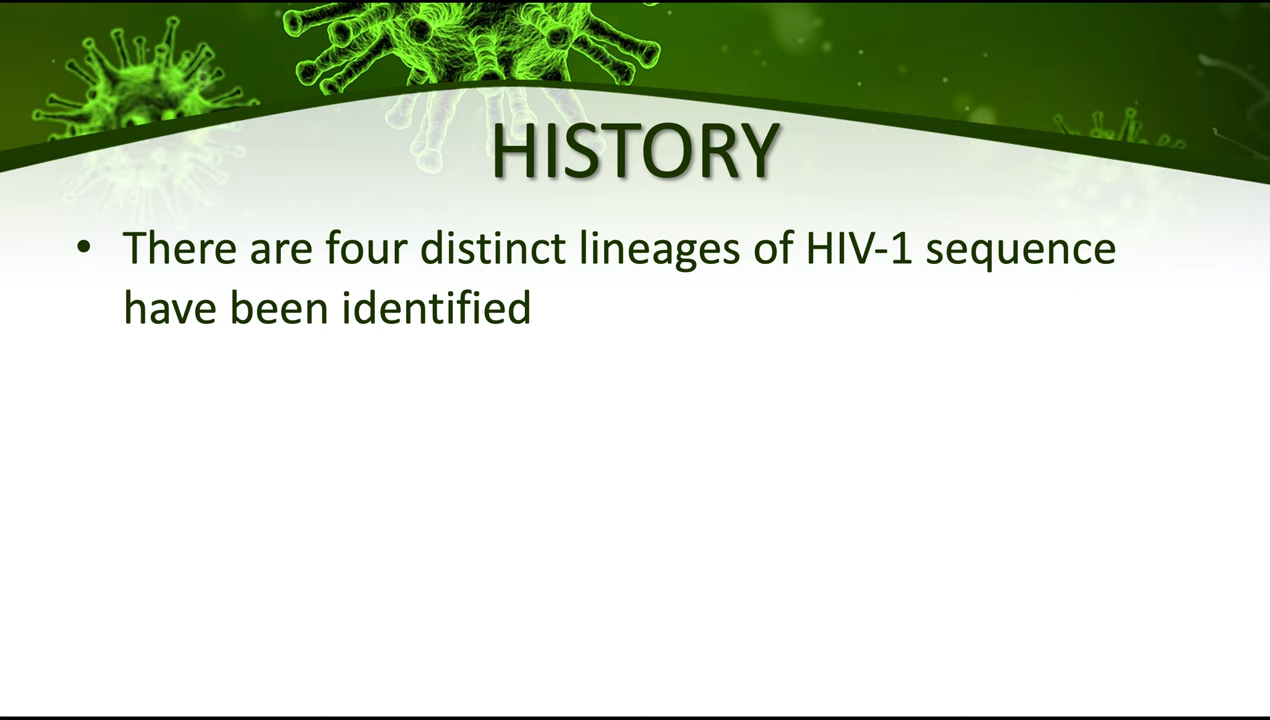 HISTORY
• There are four distinct lineages of HIV-1 sequence
have been identified